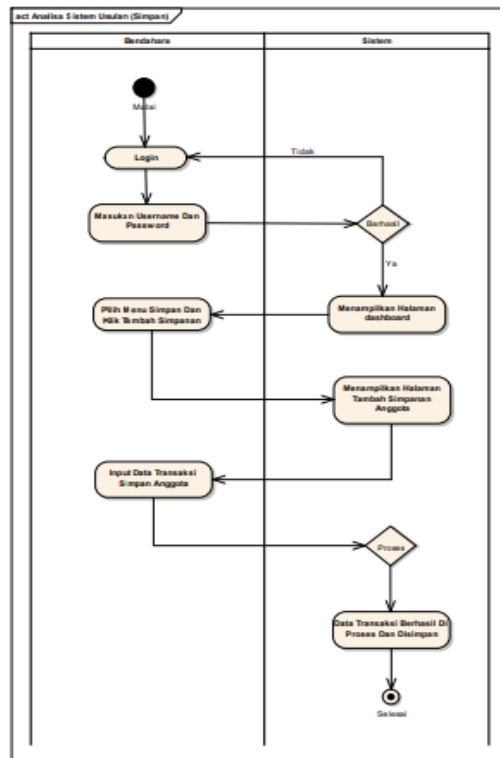 act Analisa Sistem Usulan (Simpan)
Bendahara
Sistem
Mulai
Login
Tidak
Masukan Username Dan
Password
Berhasil
Ya
Pilih Menu Simpan Dan
Klik Tambah Simpanan
Menampilkan Halaman
dashboard
Menampilkan Halaman
Tambah Simpanan
Anggota
Input Data Transaksi
Simpan Anggota
Proses
Data Transaksi Berhasil Di
Proses Dan Disimpan
Selesai